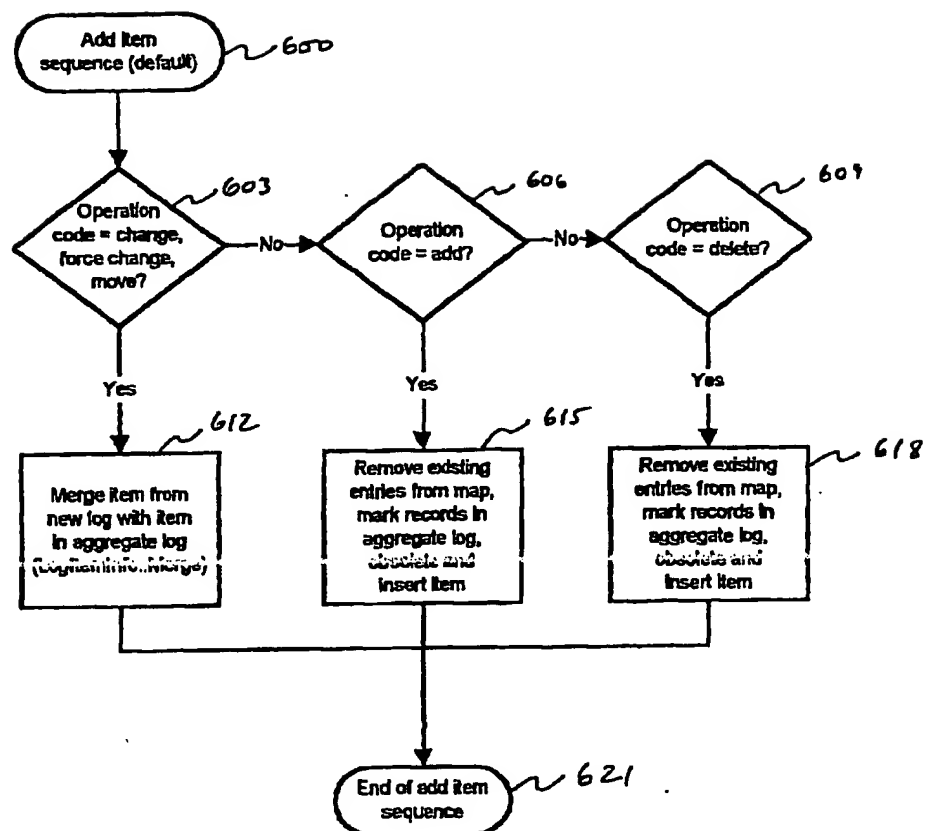 Add item
sequence (default)
600
Operation
code = change,
force change,
move?
603
No
Operation
code = add?
606
No
Operation
code = delete?
609
Yes
Yes
Yes
612
Merge item from
new log with item
in aggregate log
(LogItemInfo::Merge)
615
Remove existing
entries from map,
mark records in
aggregate log,
obsolete and
insert item
618
Remove existing
entries from map,
mark records in
aggregate log,
obsolete and
insert item
End of add item
sequence
621